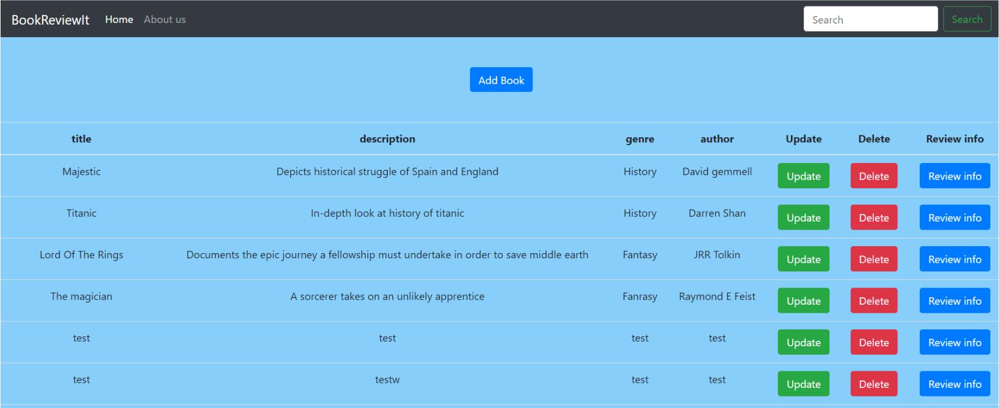 BookReviewIt Home About us Search Search
Add Book
title description genre author Update Delete Review info
Majestic Depicts historical struggle of Spain and England History David gemmell Update Delete Review info
Titanic In-depth look at history of titanic History Darren Shan Update Delete Review info
Lord Of The Rings Documents the epic journey a fellowship must undertake in order to save middle earth Fantasy JRR Tolkin Update Delete Review info
The magician A sorcerer takes on an unlikely apprentice Fanrasy Raymond E Feist Update Delete Review info
test test test test Update Delete Review info
test testw test test Update Delete Review info